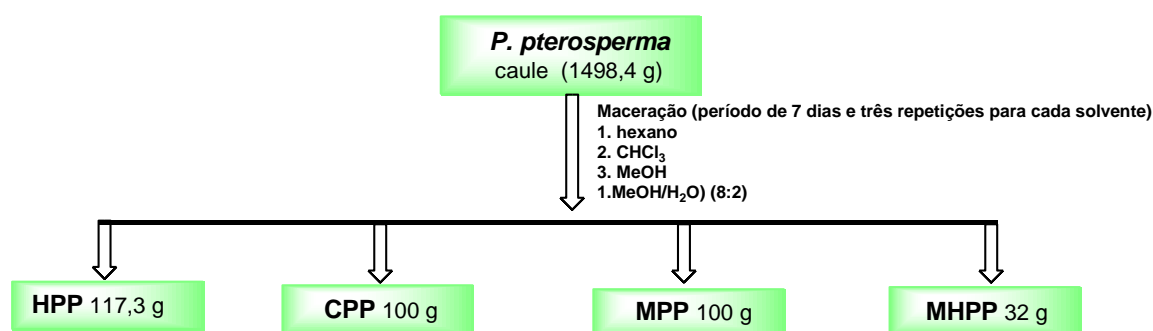 P. pterosperma
caule (1498,4 g)
Maceração (período de 7 dias e três repetições para cada solvente)
1. hexano
2. CHCl₃
3. MeOH
1.MeOH/H₂O) (8:2)
HPP 117,3 g
CPP 100 g
MPP 100 g
MHPP 32 g